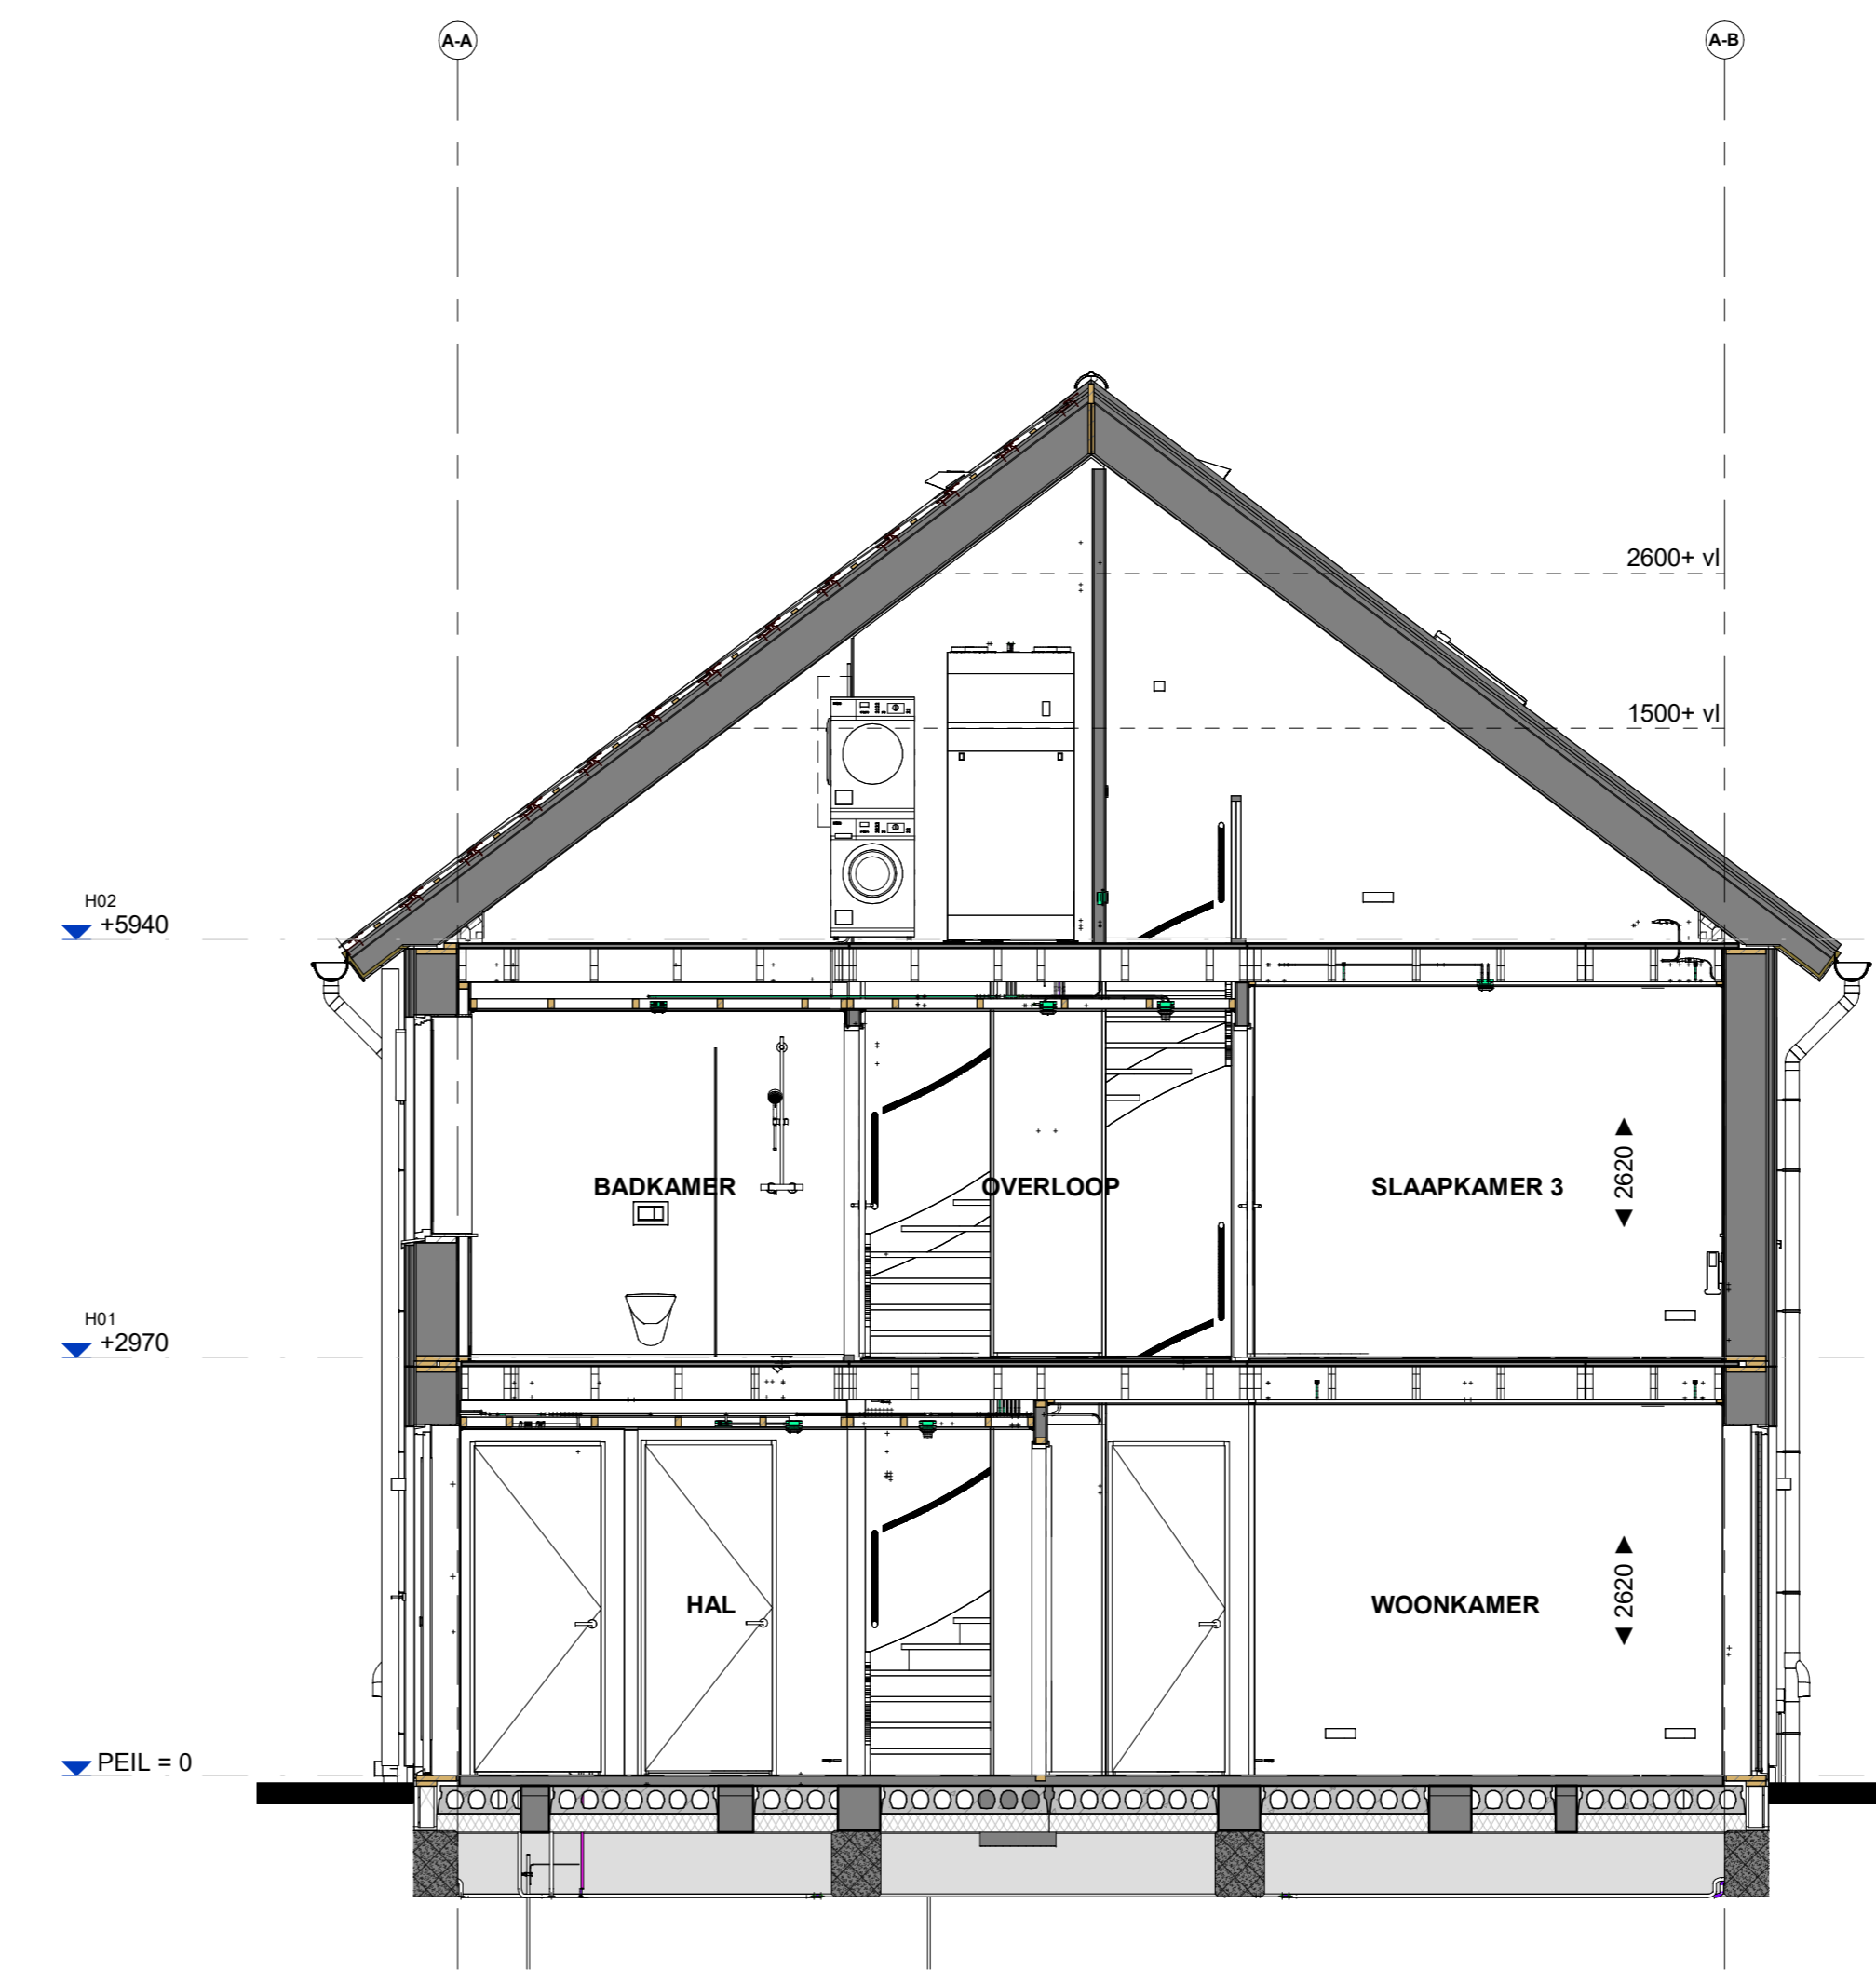 A-A
A-B
2600+ vl
1500+ vl
H02
+5940
BADKAMER
OVERLOOP
SLAAPKAMER 3
◄ 2620 ►
H01
+2970
HAL
WOONKAMER
◄ 2620 ►
PEIL = 0